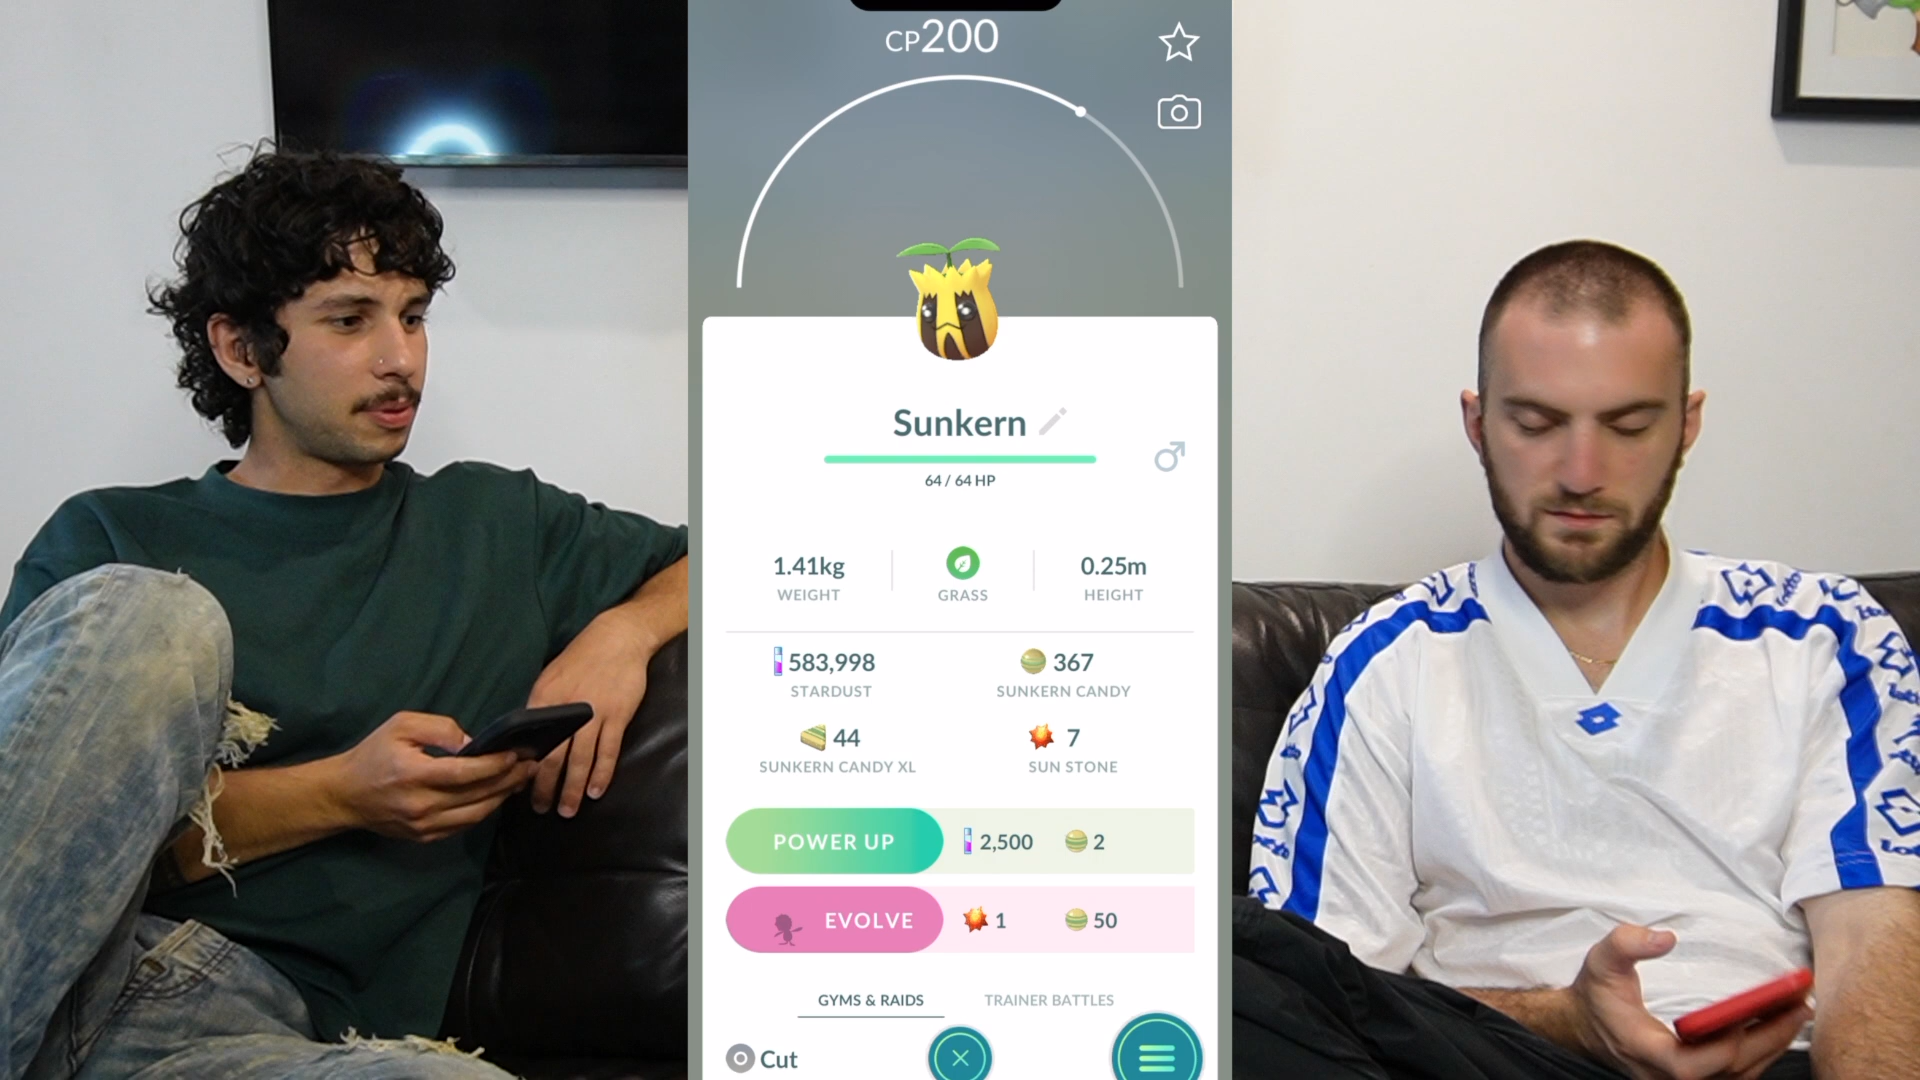 CP200
Sunkern
64 / 64 HP
1.41kg
WEIGHT
GRASS
0.25m
HEIGHT
583,998
STARDUST
367
SUNKERN CANDY
44
SUNKERN CANDY XL
7
SUN STONE
POWER UP 2,500 2
EVOLVE 1 50
GYMS & RAIDS TRAINER BATTLES
Cut
lotto